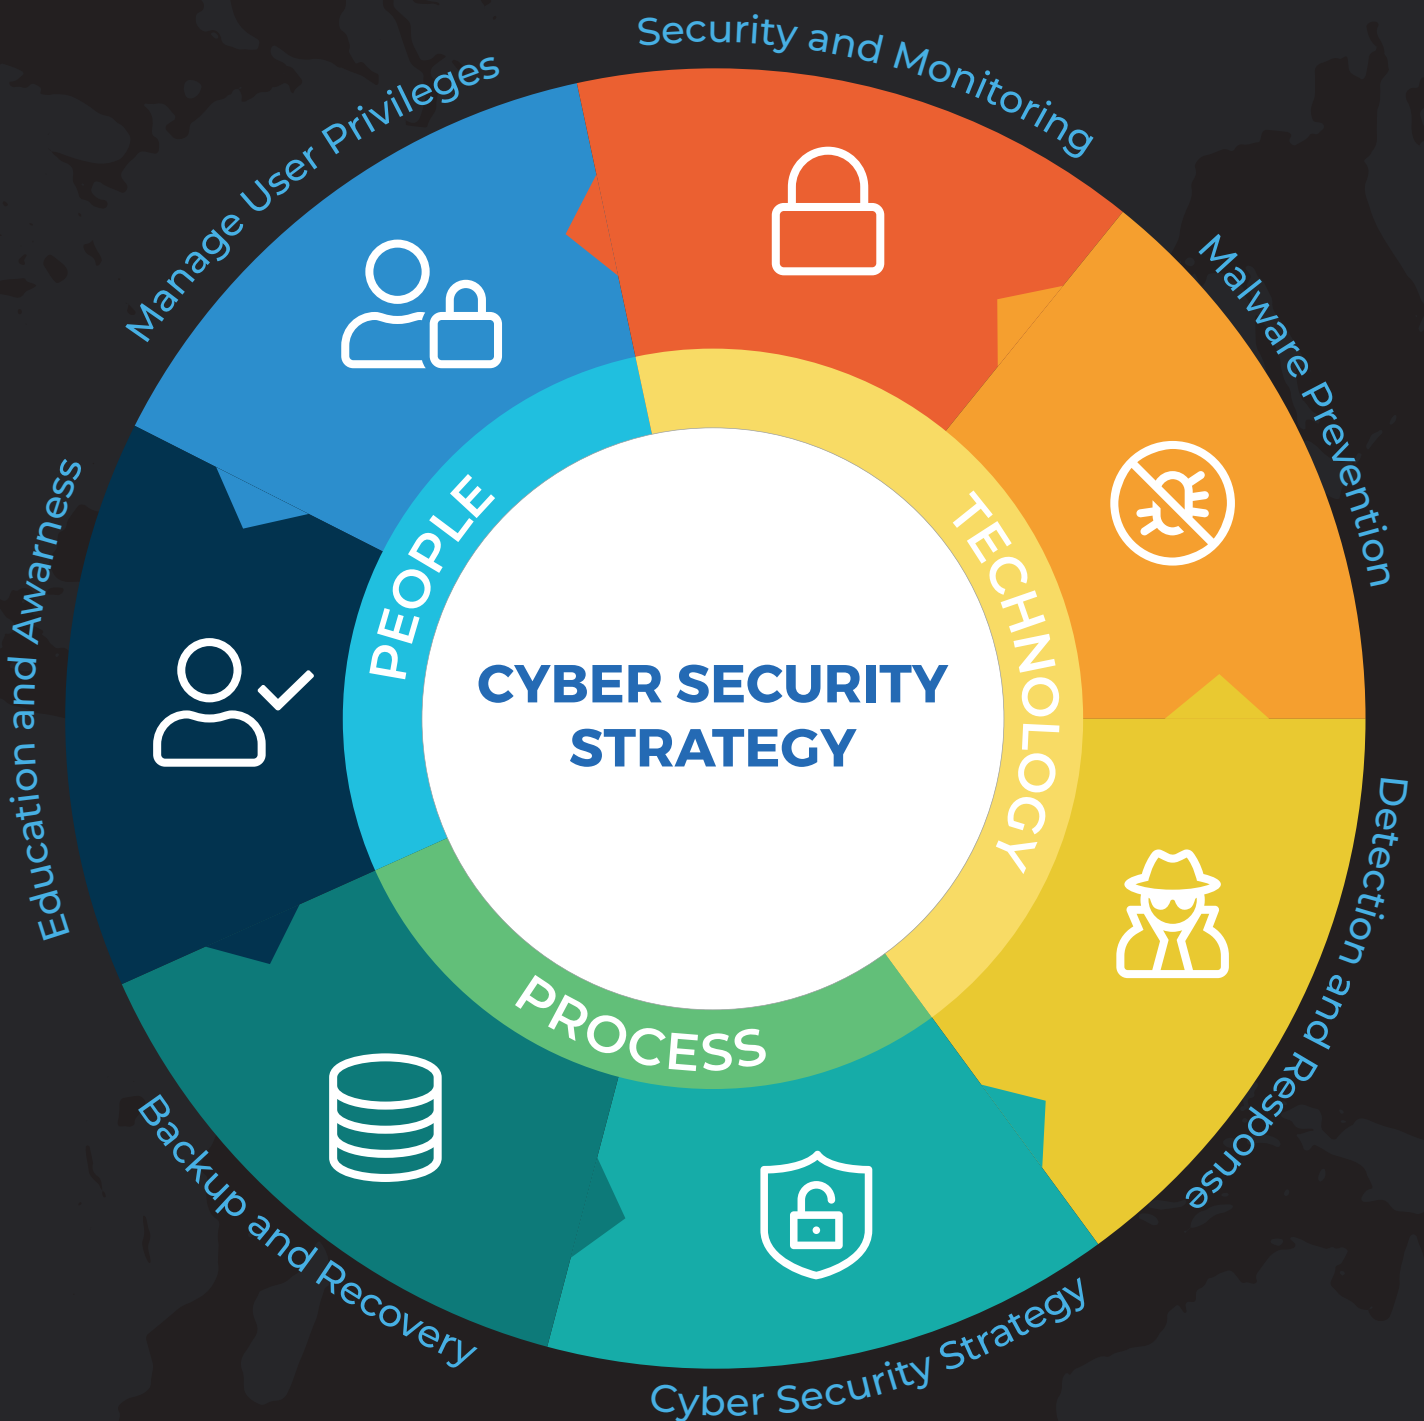 Security and Monitoring
Malware Prevention
Detection and Response
Cyber Security Strategy
Backup and Recovery
Education and Awarness
Manage User Privileges
PEOPLE
TECHNOLOGY
PROCESS
CYBER SECURITY
STRATEGY